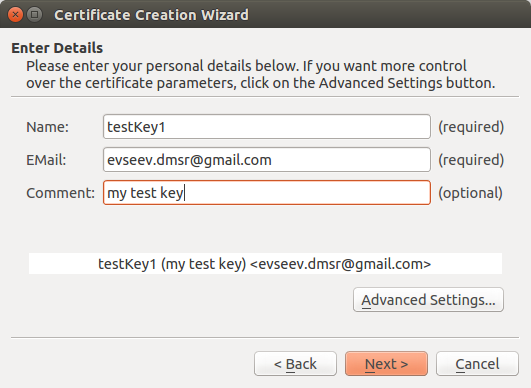 Certificate Creation Wizard
Enter Details
Please enter your personal details below. If you want more control
over the certificate parameters, click on the Advanced Settings button.
Name: testKey1 (required)
EMail: evseev.dmsr@gmail.com (required)
Comment: my test key (optional)
testKey1 (my test key) <evseev.dmsr@gmail.com>
Advanced Settings...
< Back Next > Cancel